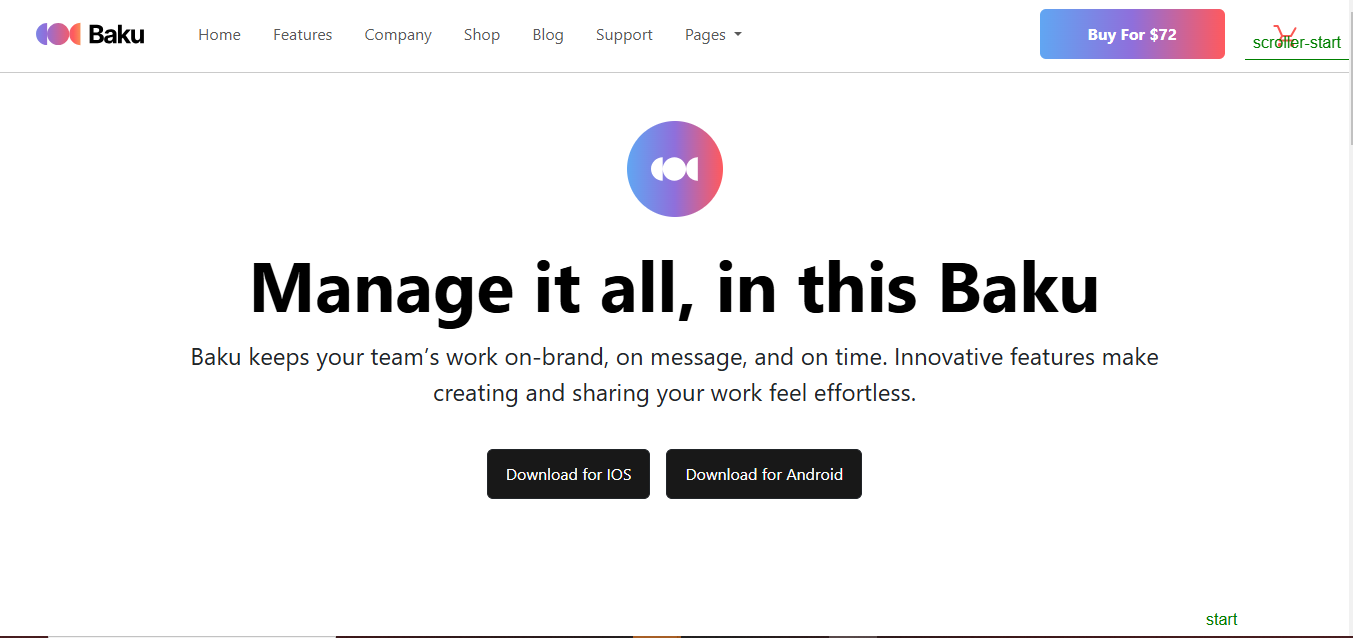 Baku
Home
Features
Company
Shop
Blog
Support
Pages
Buy For $72
scroller-start
Manage it all, in this Baku
Baku keeps your team’s work on-brand, on message, and on time. Innovative features make
creating and sharing your work feel effortless.
Download for IOS
Download for Android
start